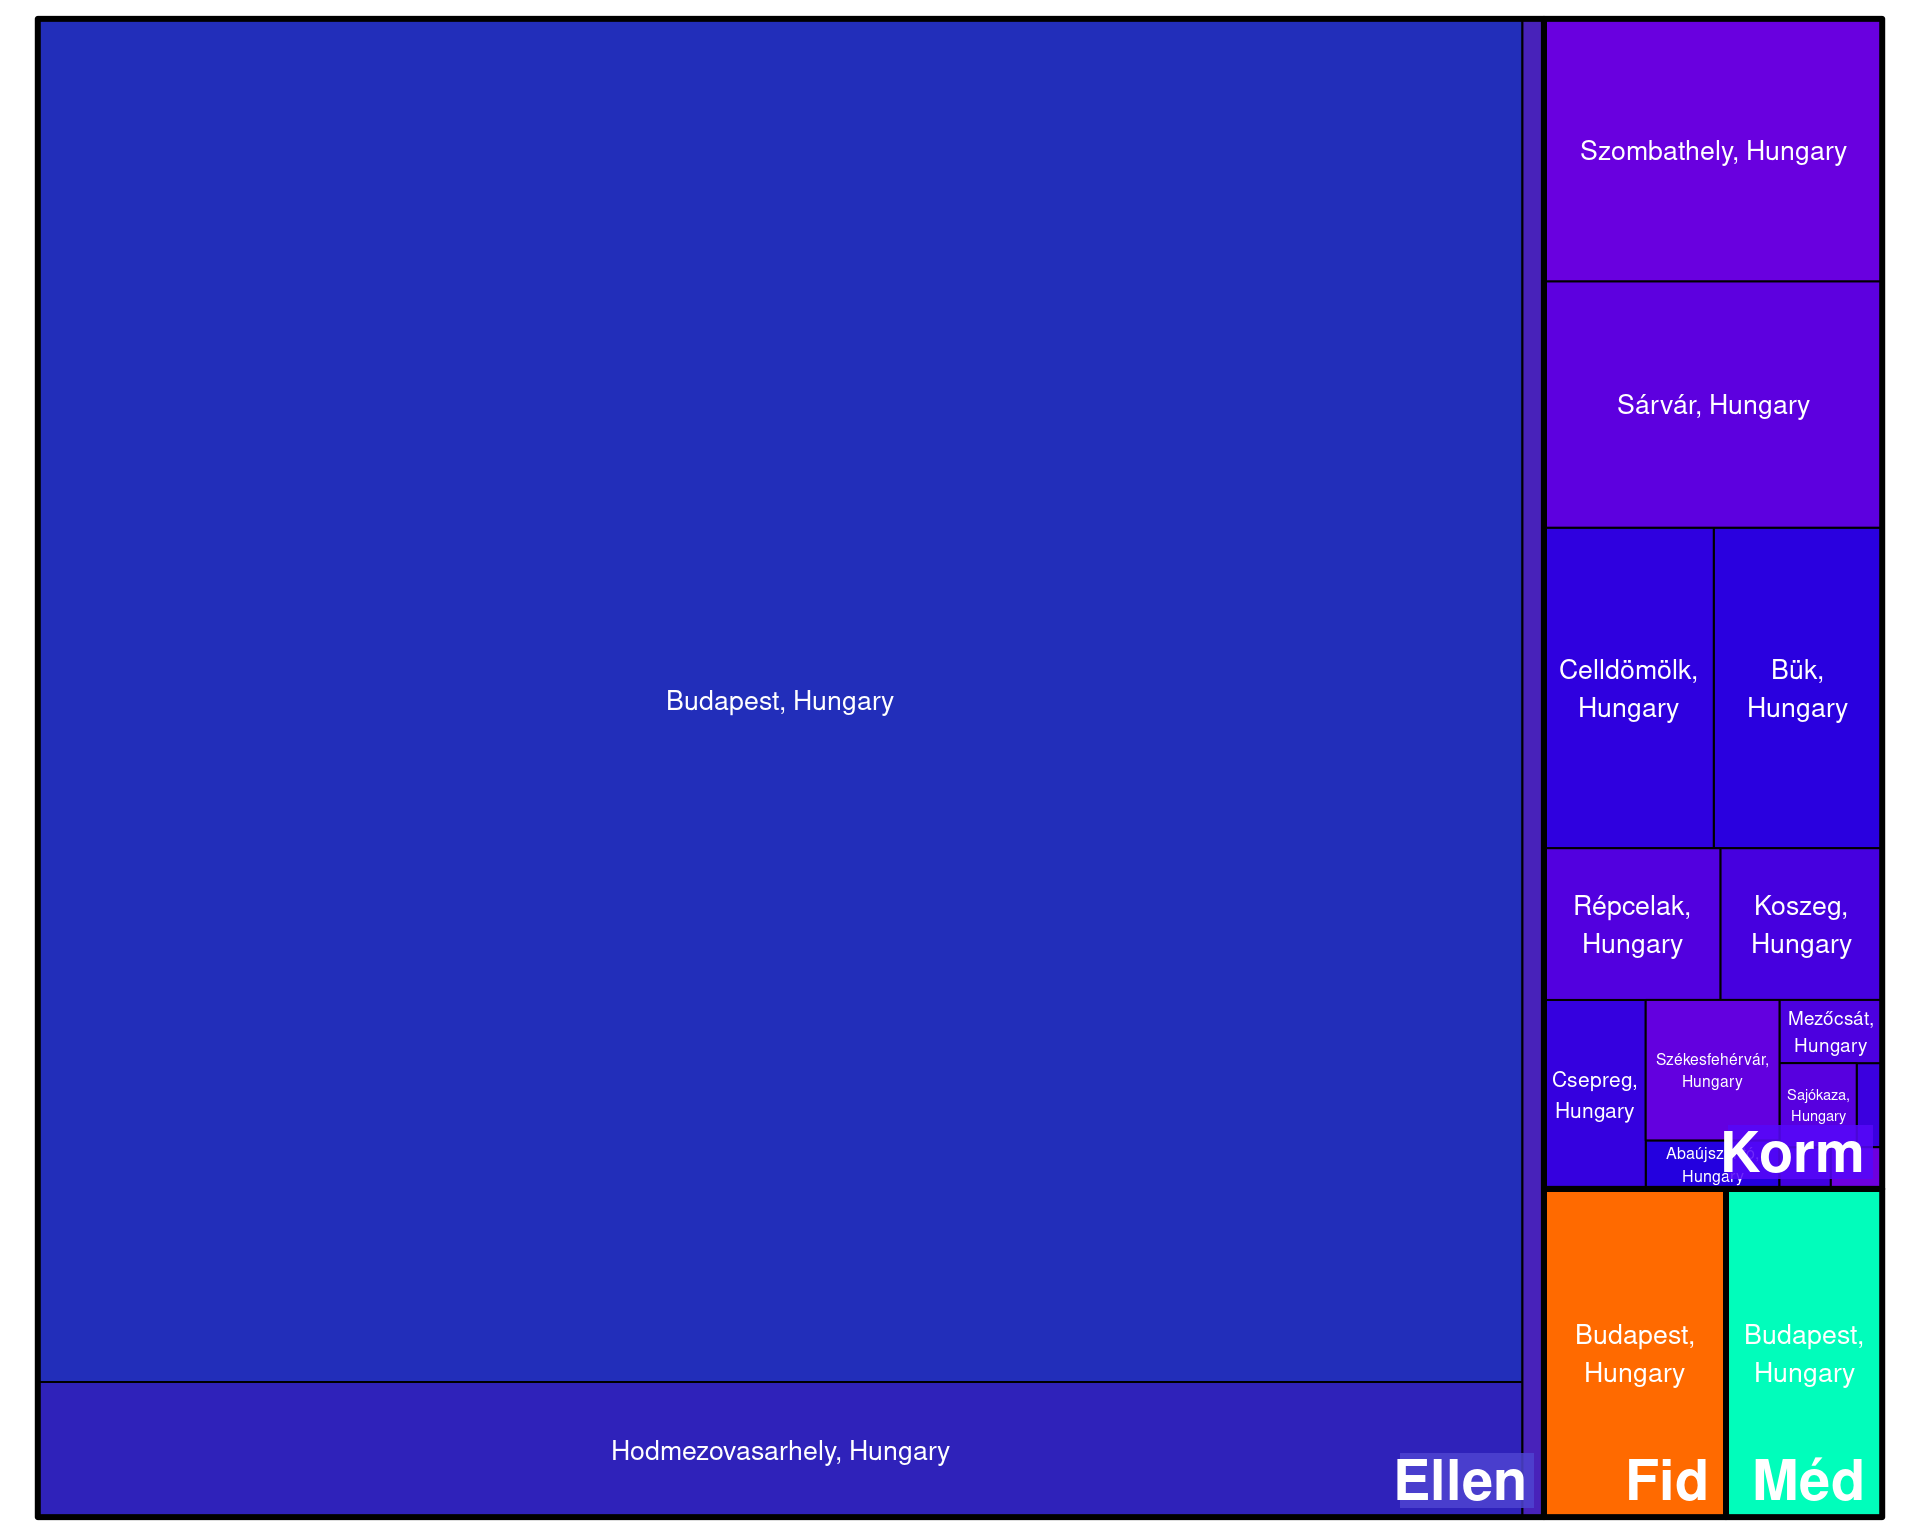 Budapest, Hungary
Hodmezovasarhely, Hungary
Ellen
Szombathely, Hungary
Sárvár, Hungary
Celldömölk,
Hungary
Bük,
Hungary
Répcelak,
Hungary
Koszeg,
Hungary
Csepreg,
Hungary
Székesfehérvár,
Hungary
Mezőcsát,
Hungary
Sajókaza,
Hungary
Hungary
Korm
Budapest,
Hungary
Fid
Budapest,
Hungary
Méd